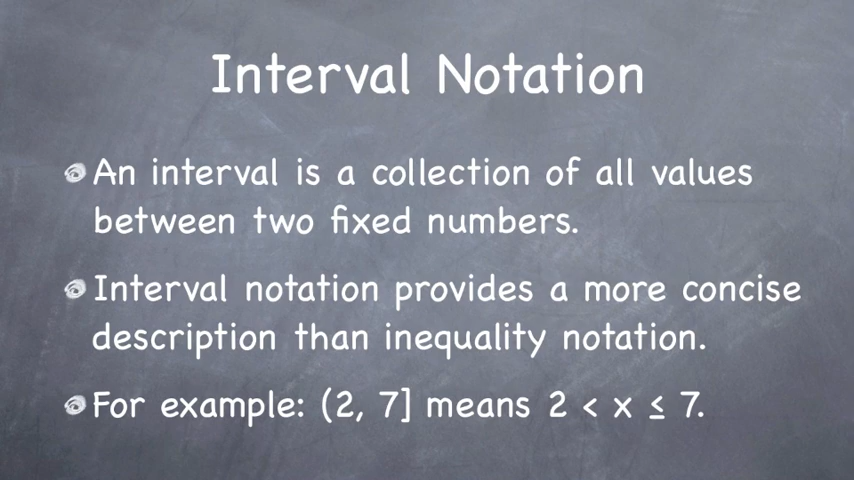 Interval Notation
An interval is a collection of all values
between two fixed numbers.
Interval notation provides a more concise
description than inequality notation.
For example: (2, 7] means 2 < x ≤ 7.